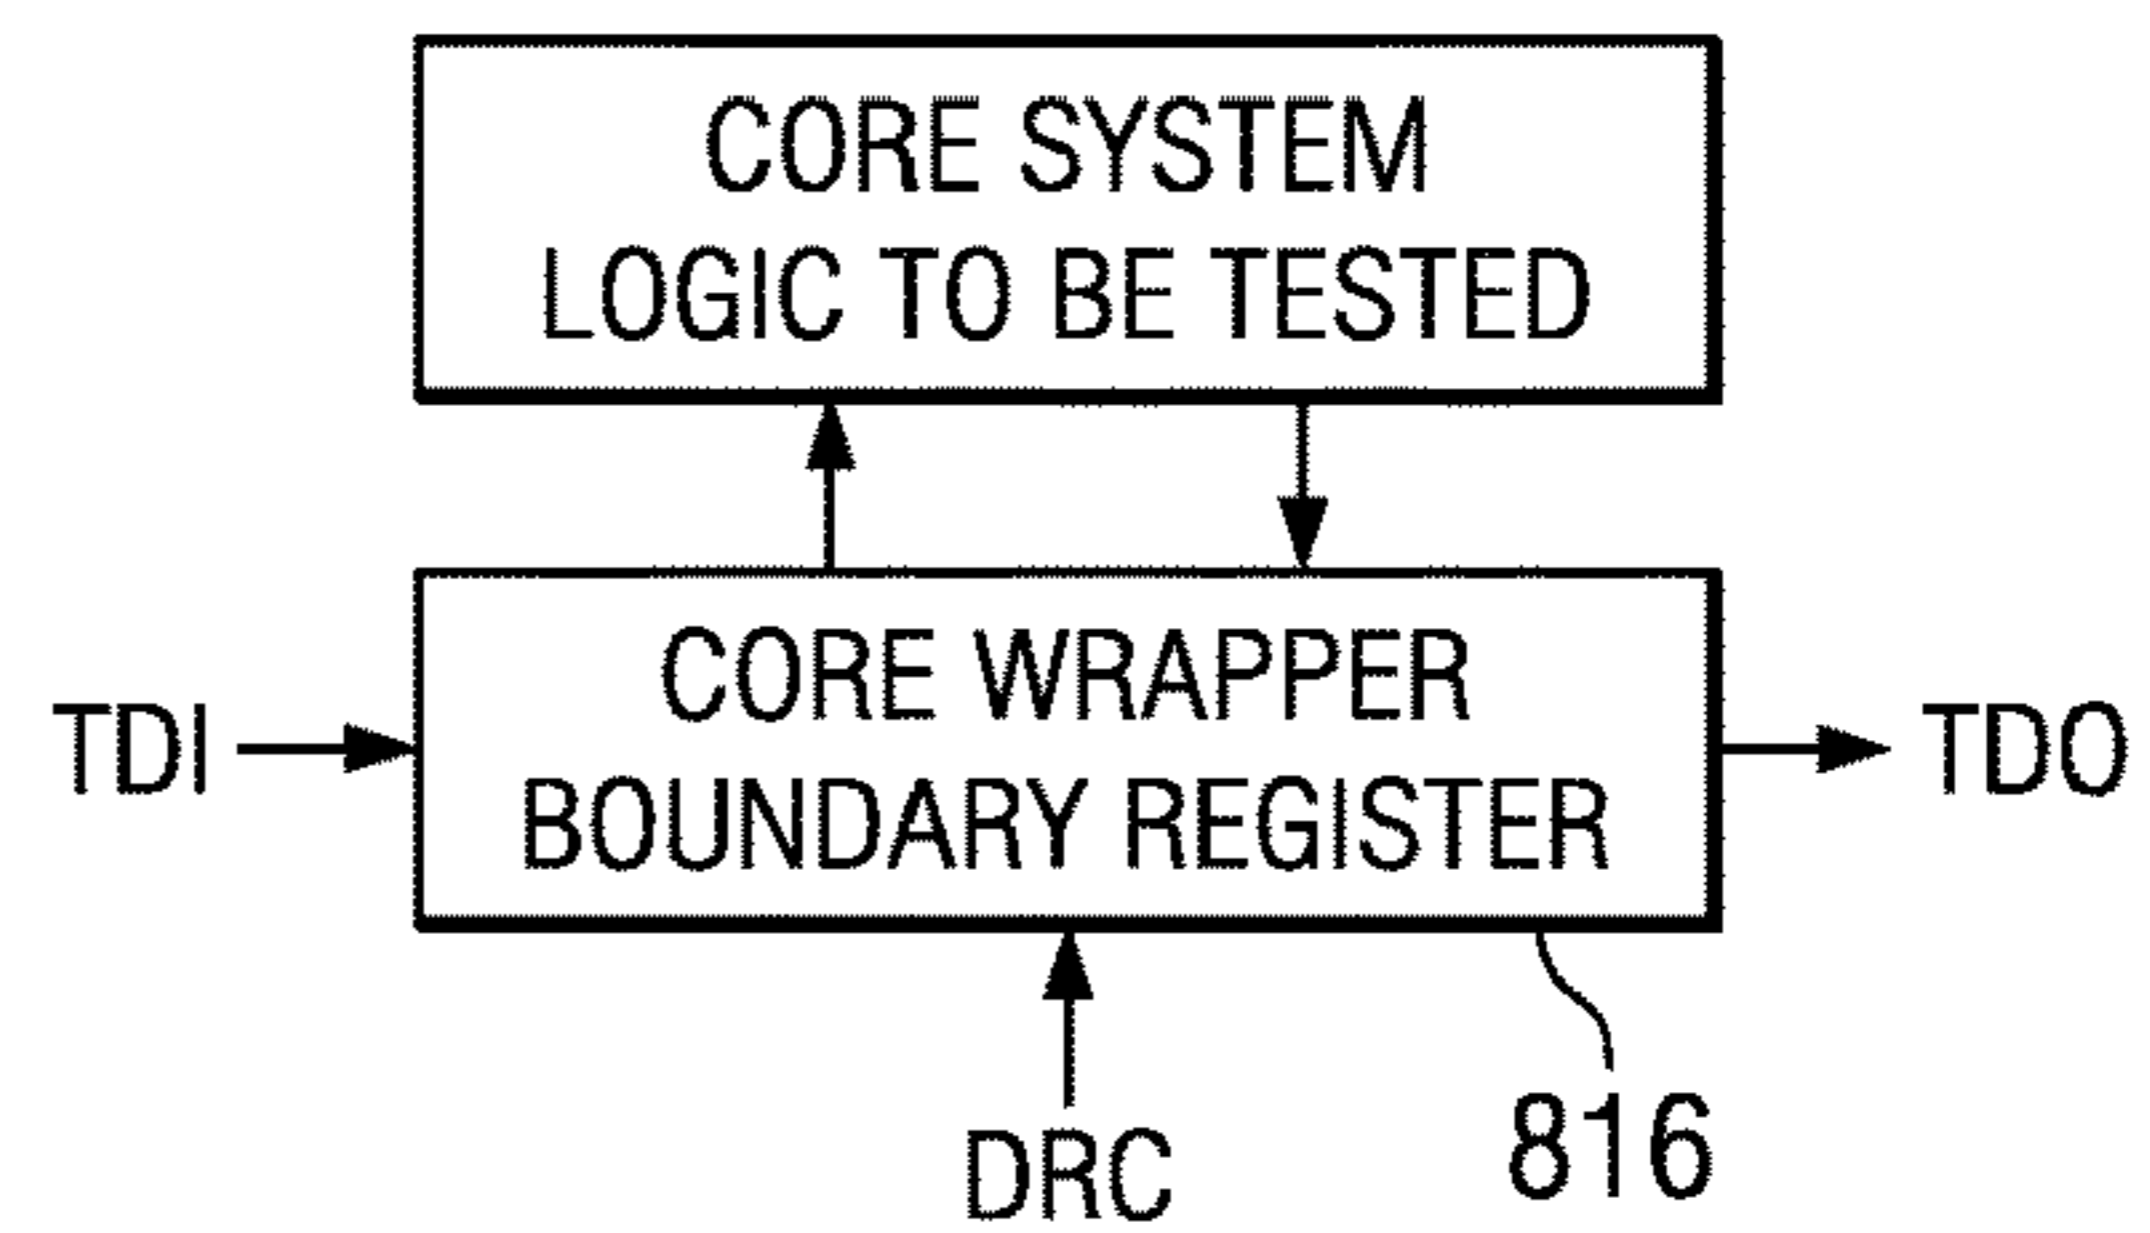 CORE SYSTEM
LOGIC TO BE TESTED
CORE WRAPPER
BOUNDARY REGISTER
TDI
TDO
DRC
816